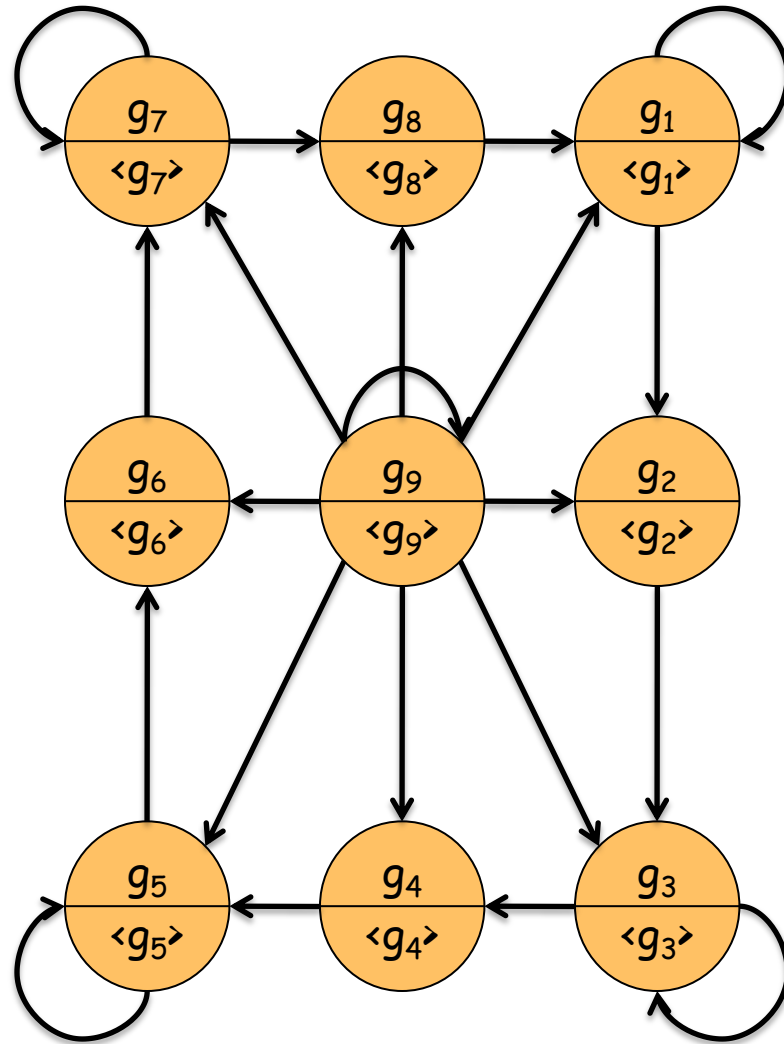 g₇
<g₇>
g₈
<g₈>
g₁
<g₁>
g₆
<g₆>
g₉
<g₉>
g₂
<g₂>
g₅
<g₅>
g₄
<g₄>
g₃
<g₃>